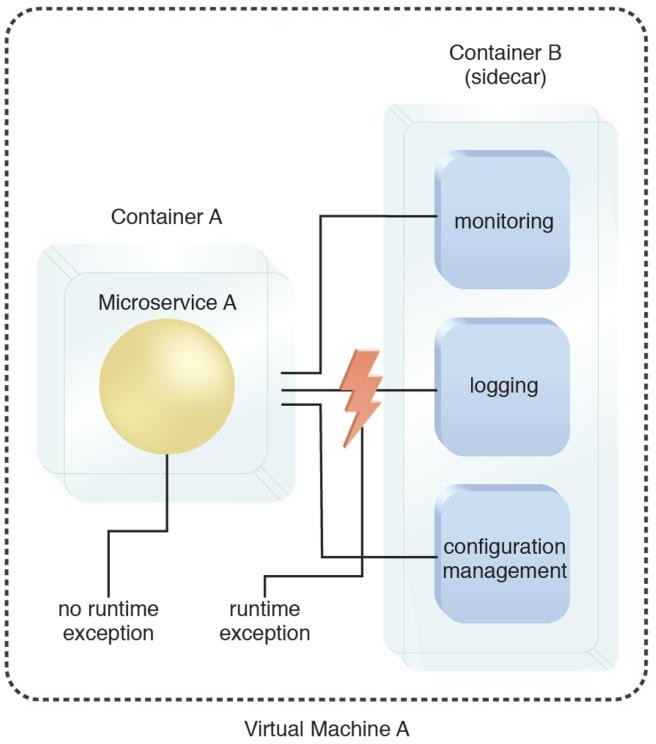 Container B
(sidecar)
monitoring
Container A
Microservice A
logging
configuration
management
no runtime
exception
runtime
exception
Virtual Machine A